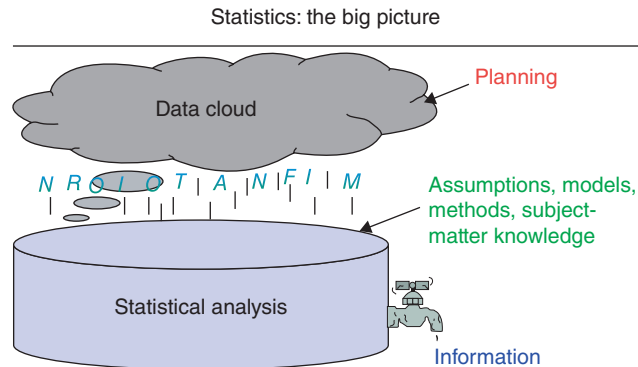 Statistics: the big picture
Data cloud
Planning
N R O I O T A N F I M
Assumptions, models,
methods, subject-
matter knowledge
Statistical analysis
Information